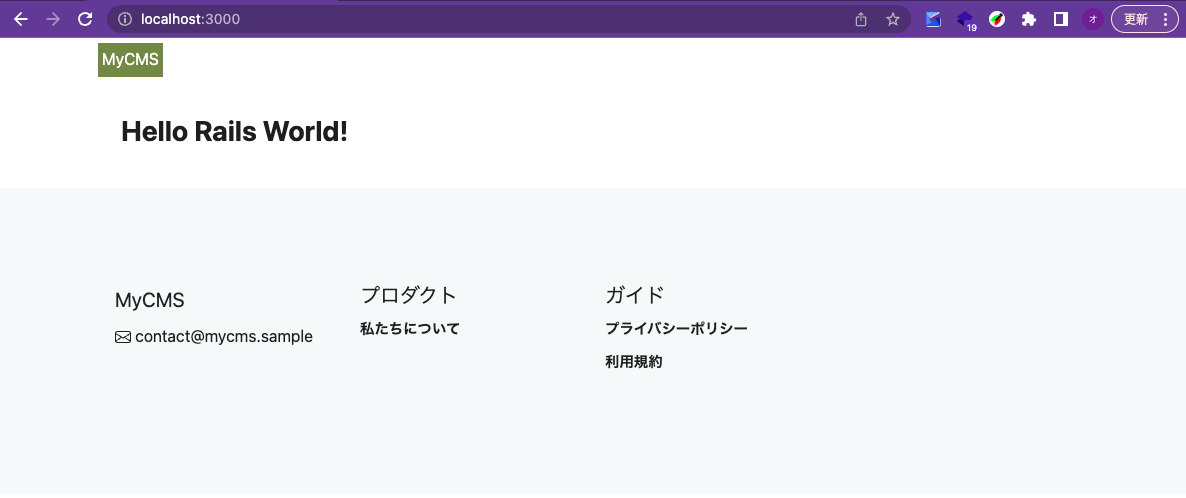 localhost:3000
19
オ
更新
MyCMS
Hello Rails World!
MyCMS
contact@mycms.sample
プロダクト
私たちについて
ガイド
プライバシーポリシー
利用規約